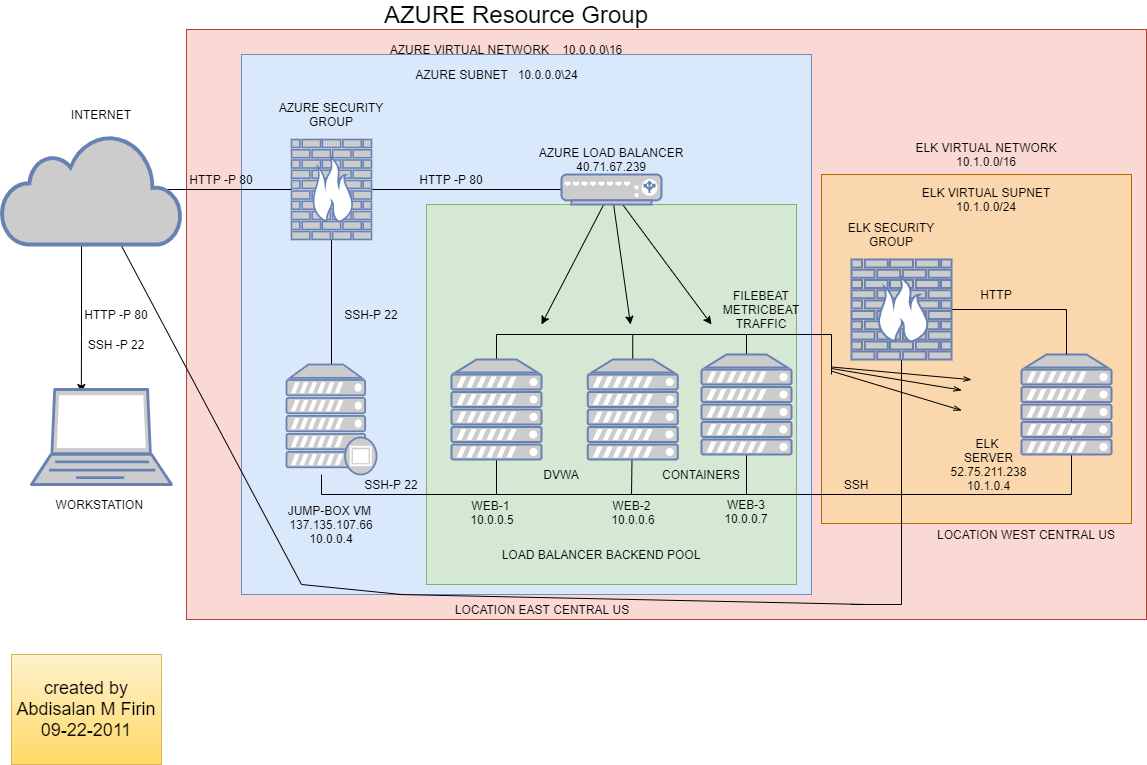 AZURE Resource Group
AZURE VIRTUAL NETWORK 10.0.0.0\16
AZURE SUBNET 10.0.0.0\24
INTERNET
AZURE SECURITY
GROUP
AZURE LOAD BALANCER
40.71.67.239
ELK VIRTUAL NETWORK
10.1.0.0/16
HTTP -P 80
HTTP -P 80
ELK VIRTUAL SUPNET
10.1.0.0/24
ELK SECURITY
GROUP
HTTP
FILEBEAT
METRICBEAT
TRAFFIC
HTTP -P 80
SSH -P 22
SSH-P 22
WORKSTATION
SSH-P 22
JUMP-BOX VM
137.135.107.66
10.0.0.4
DVWA
CONTAINERS
WEB-1
10.0.0.5
WEB-2
10.0.0.6
WEB-3
10.0.0.7
SSH
ELK
SERVER
52.75.211.238
10.1.0.4
LOAD BALANCER BACKEND POOL
LOCATION WEST CENTRAL US
LOCATION EAST CENTRAL US
created by
Abdisalan M Firin
09-22-2011